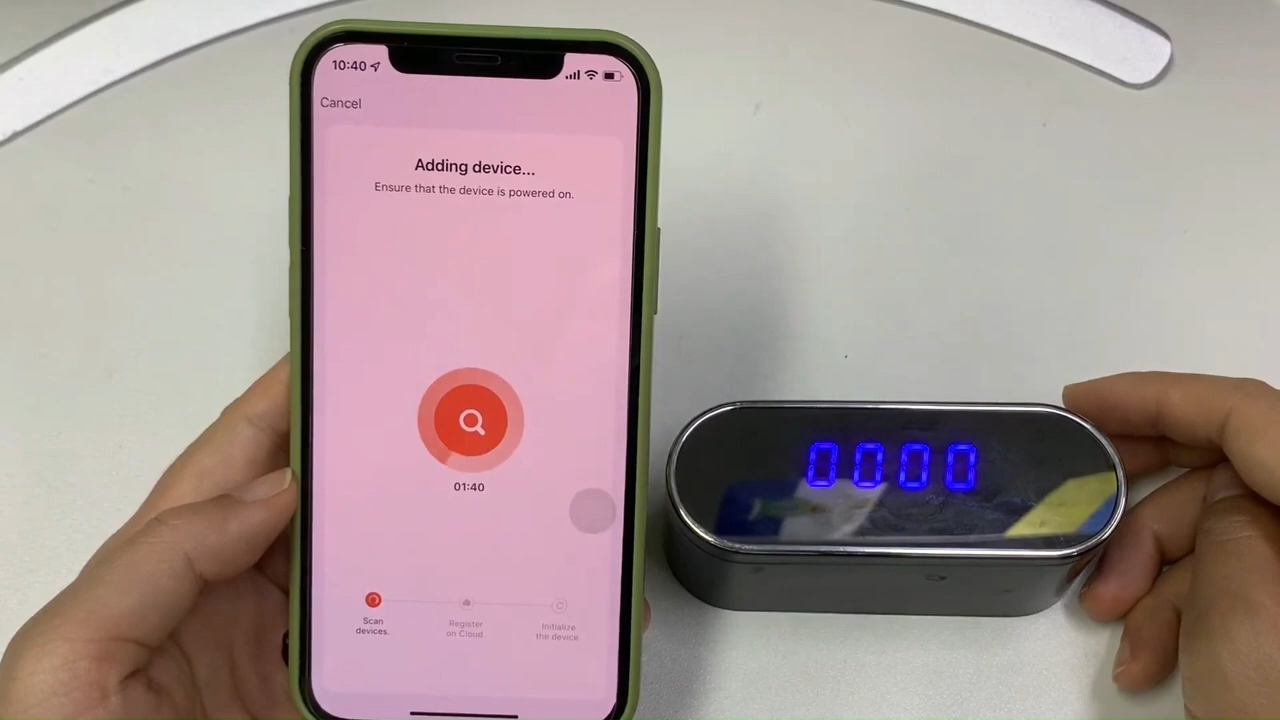 10:40
Cancel
Adding device...
Ensure that the device is powered on.
01:40
Scan
devices.
Register
on Cloud.
Initialize
the device.
0000